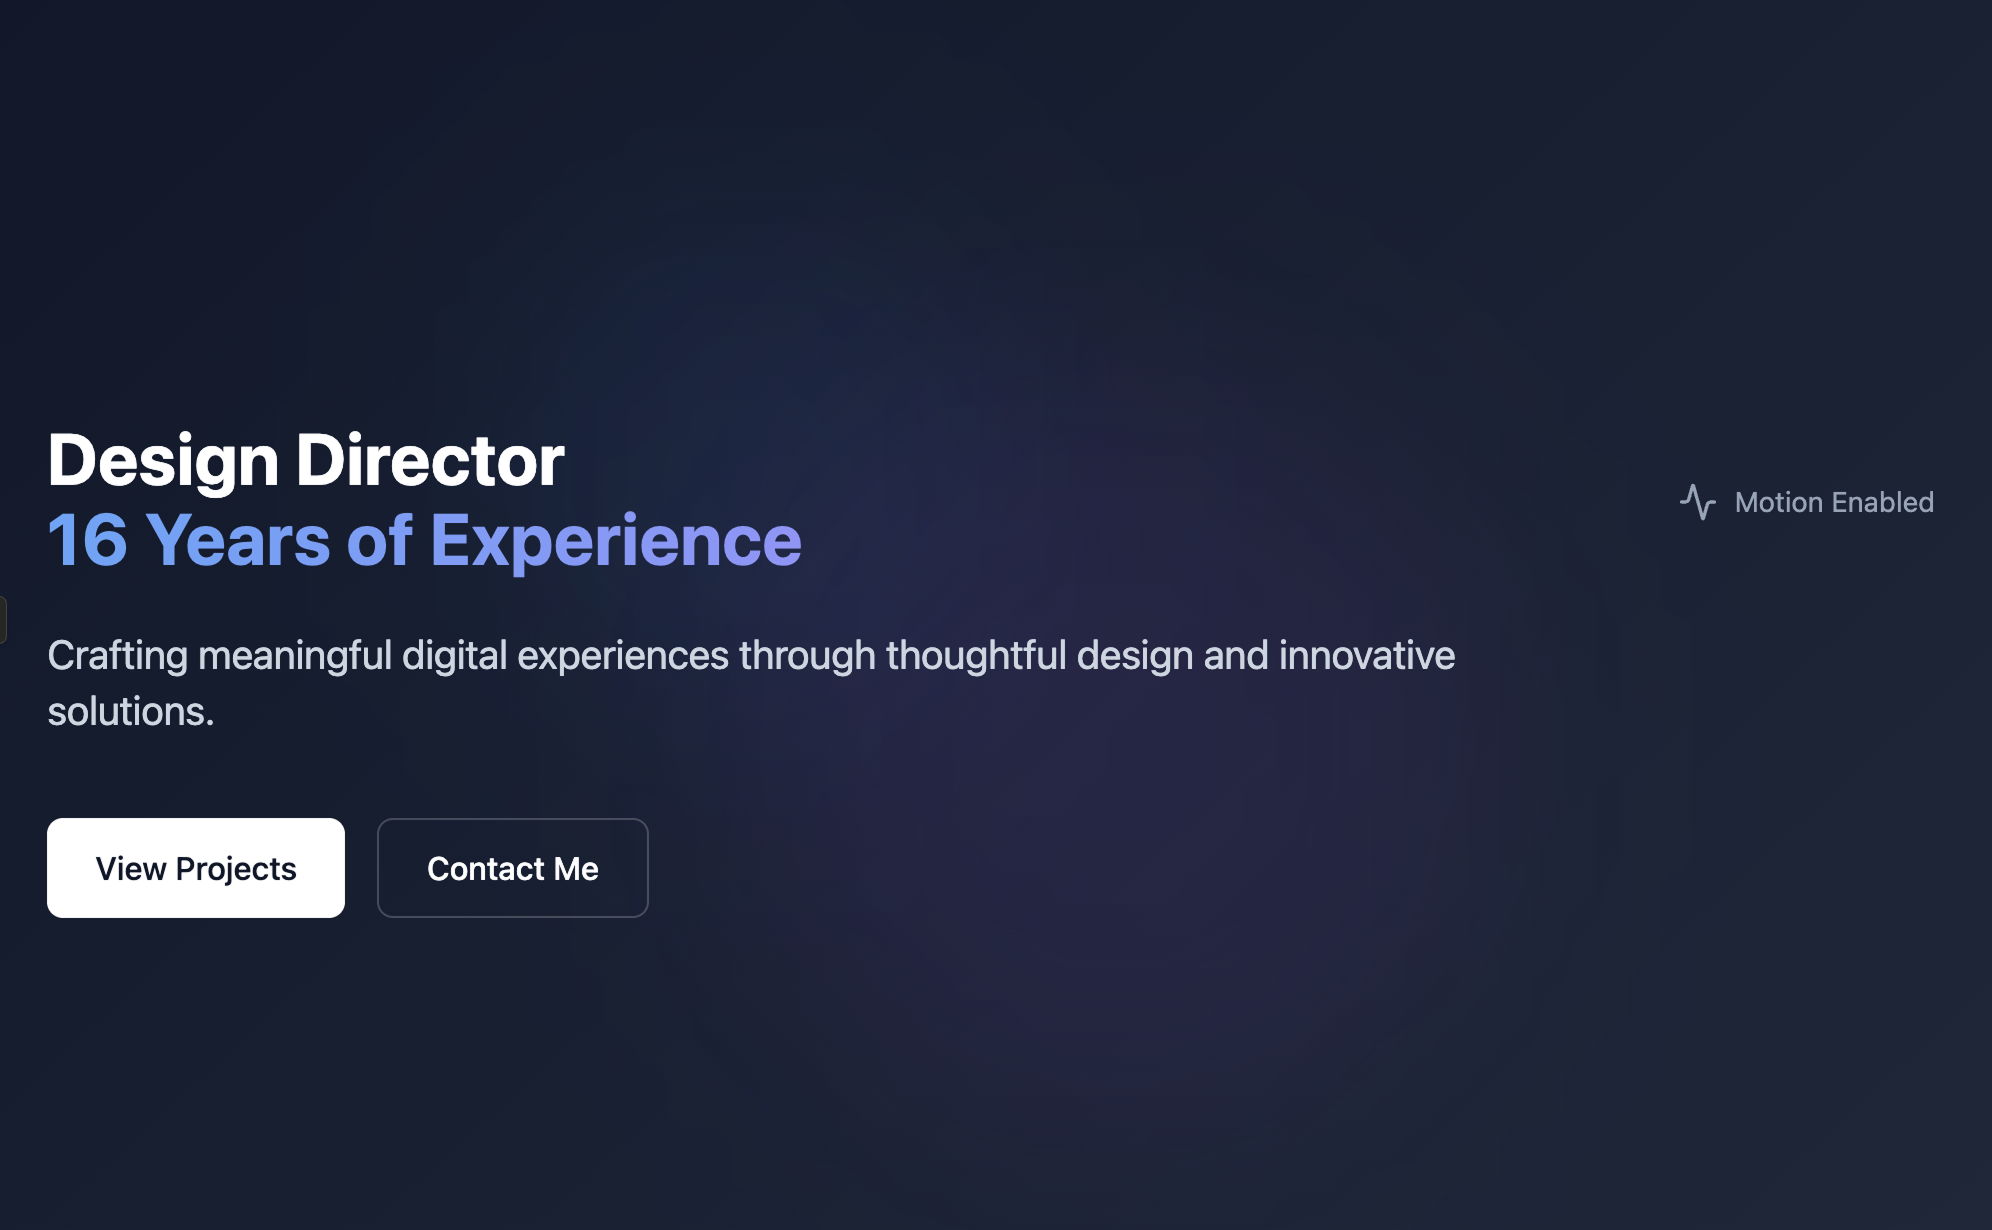 Design Director
16 Years of Experience
Motion Enabled
Crafting meaningful digital experiences through thoughtful design and innovative
solutions.
View Projects
Contact Me